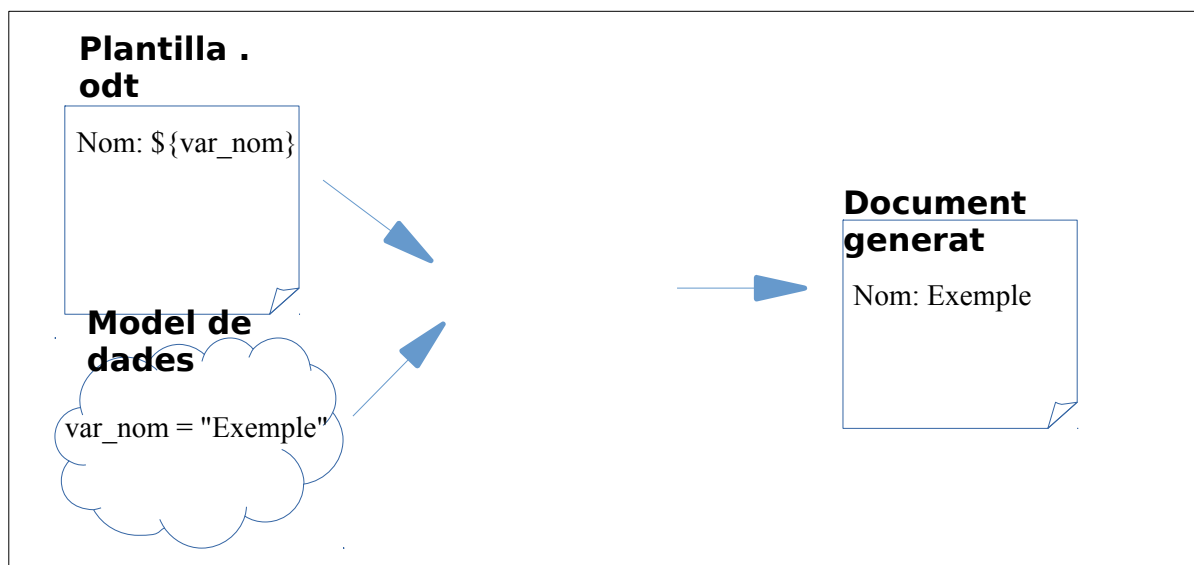 Plantilla .
odt
Nom: ${var_nom}
Model de
dades
var_nom = "Exemple"
Document
generat
Nom: Exemple